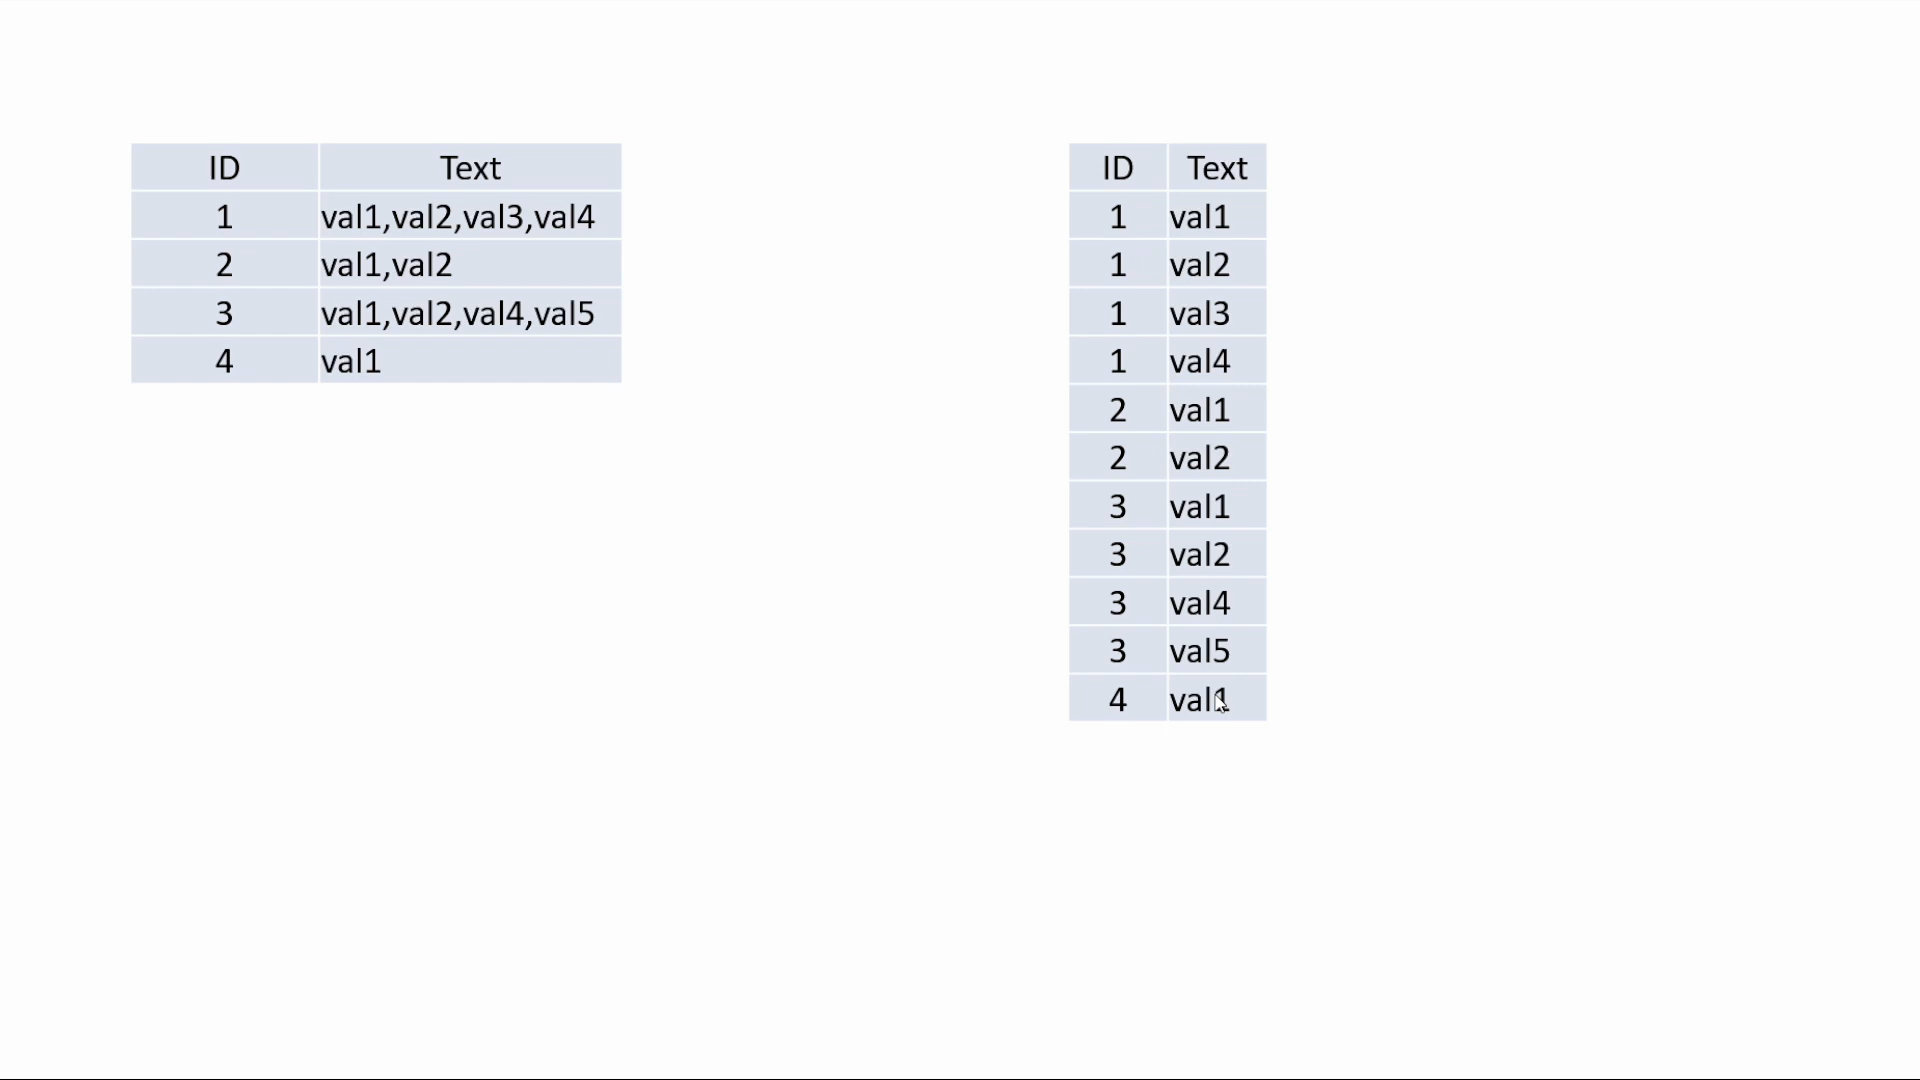 ID Text
1 val1,val2,val3,val4
2 val1,val2
3 val1,val2,val4,val5
4 val1
ID Text
1 val1
1 val2
1 val3
1 val4
2 val1
2 val2
3 val1
3 val2
3 val4
3 val5
4 val1